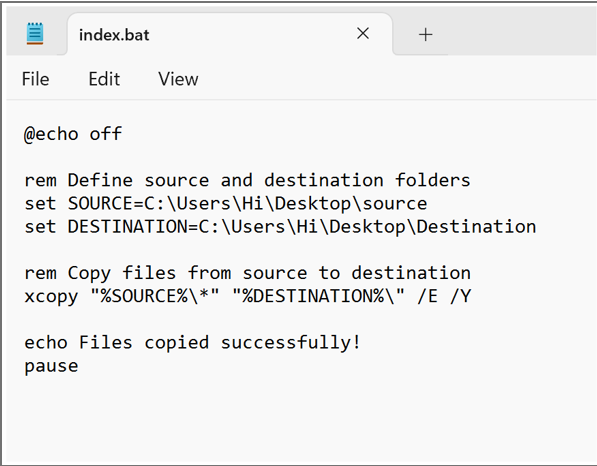 index.bat
File Edit View
@echo off
rem Define source and destination folders
set SOURCE=C:\Users\Hi\Desktop\source
set DESTINATION=C:\Users\Hi\Desktop\Destination
rem Copy files from source to destination
xcopy "%SOURCE%\*" "%DESTINATION%\" /E /Y
echo Files copied successfully!
pause